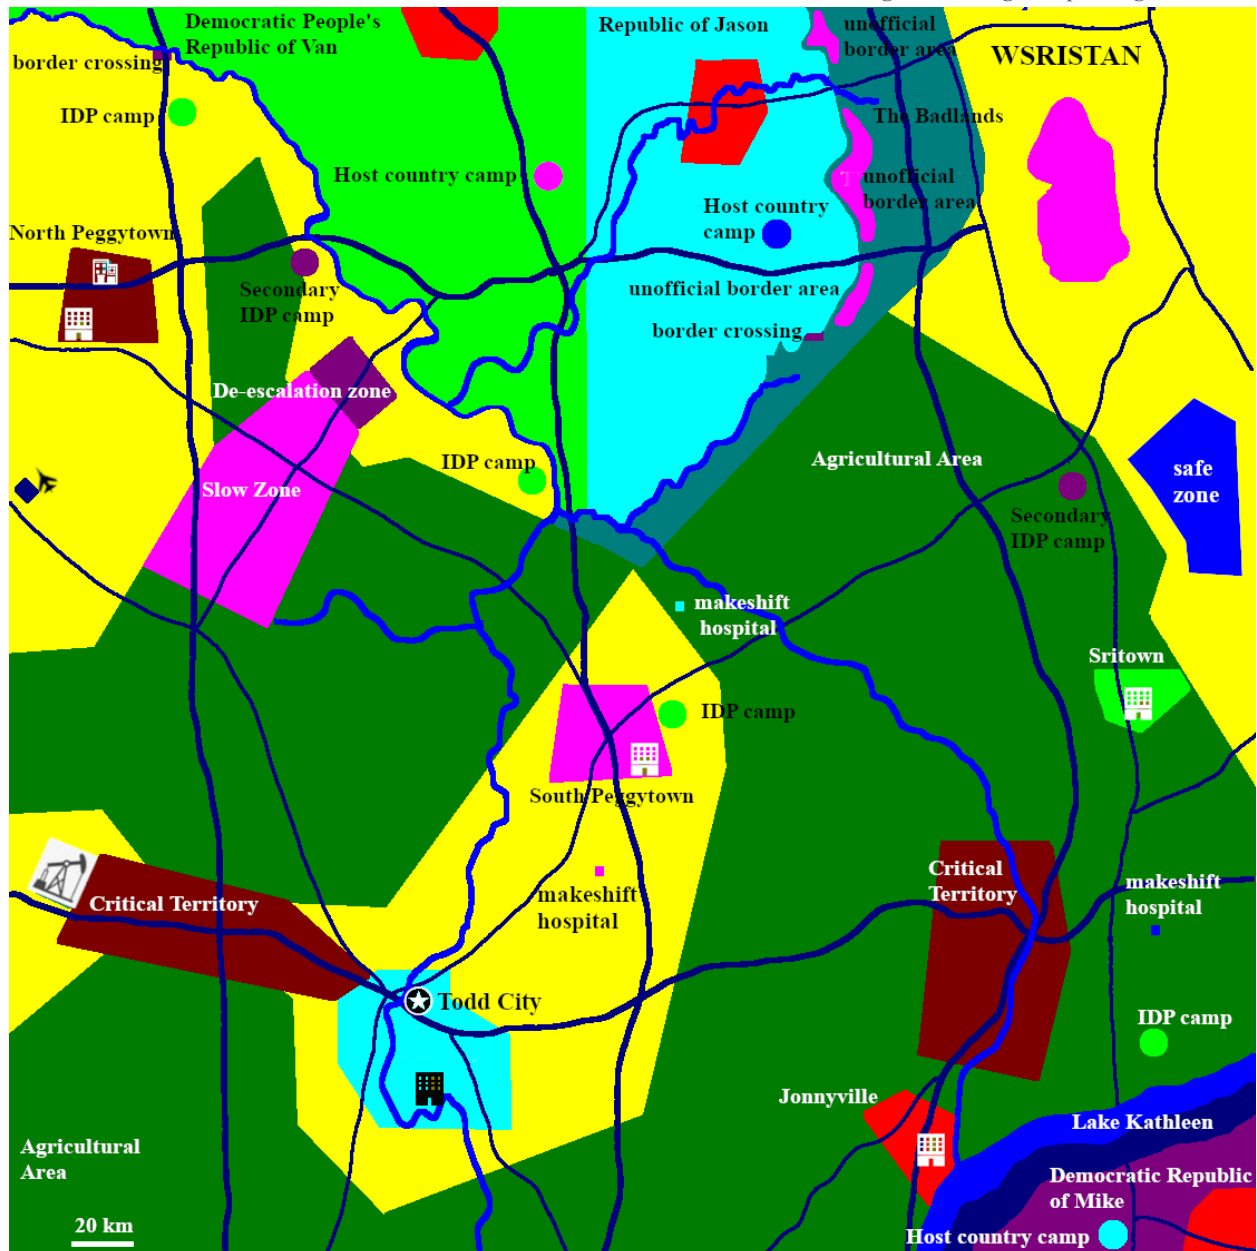 Democratic People's
Republic of Van
Republic of Jason
unofficial
border area
WSRISTAN
border crossing
IDP camp
The Badlands
Host country camp
unofficial
border area
Host country
camp
North Peggytown
Secondary
IDP camp
unofficial border area
border crossing
De-escalation zone
IDP camp
Agricultural Area
safe
zone
Slow Zone
Secondary
IDP camp
makeshift
hospital
Sritown
IDP camp
South Peggytown
Critical
Territory
makeshift
hospital
makeshift
hospital
Critical Territory
Todd City
IDP camp
Jonnyville
Lake Kathleen
Agricultural
Area
Democratic Republic
of Mike
20 km
Host country camp